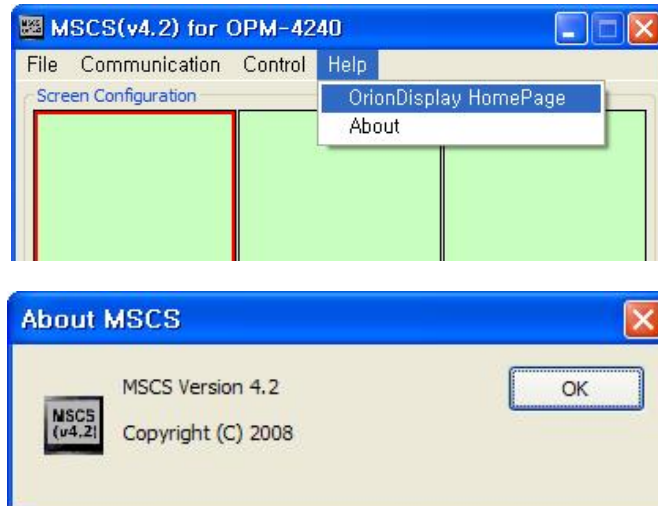 MSCS(v4.2) for OPM-4240
File Communication Control Help
Screen Configuration
OrionDisplay HomePage
About
About MSCS
MSCS Version 4.2
OK
MSCS
(v4.2)
Copyright (C) 2008